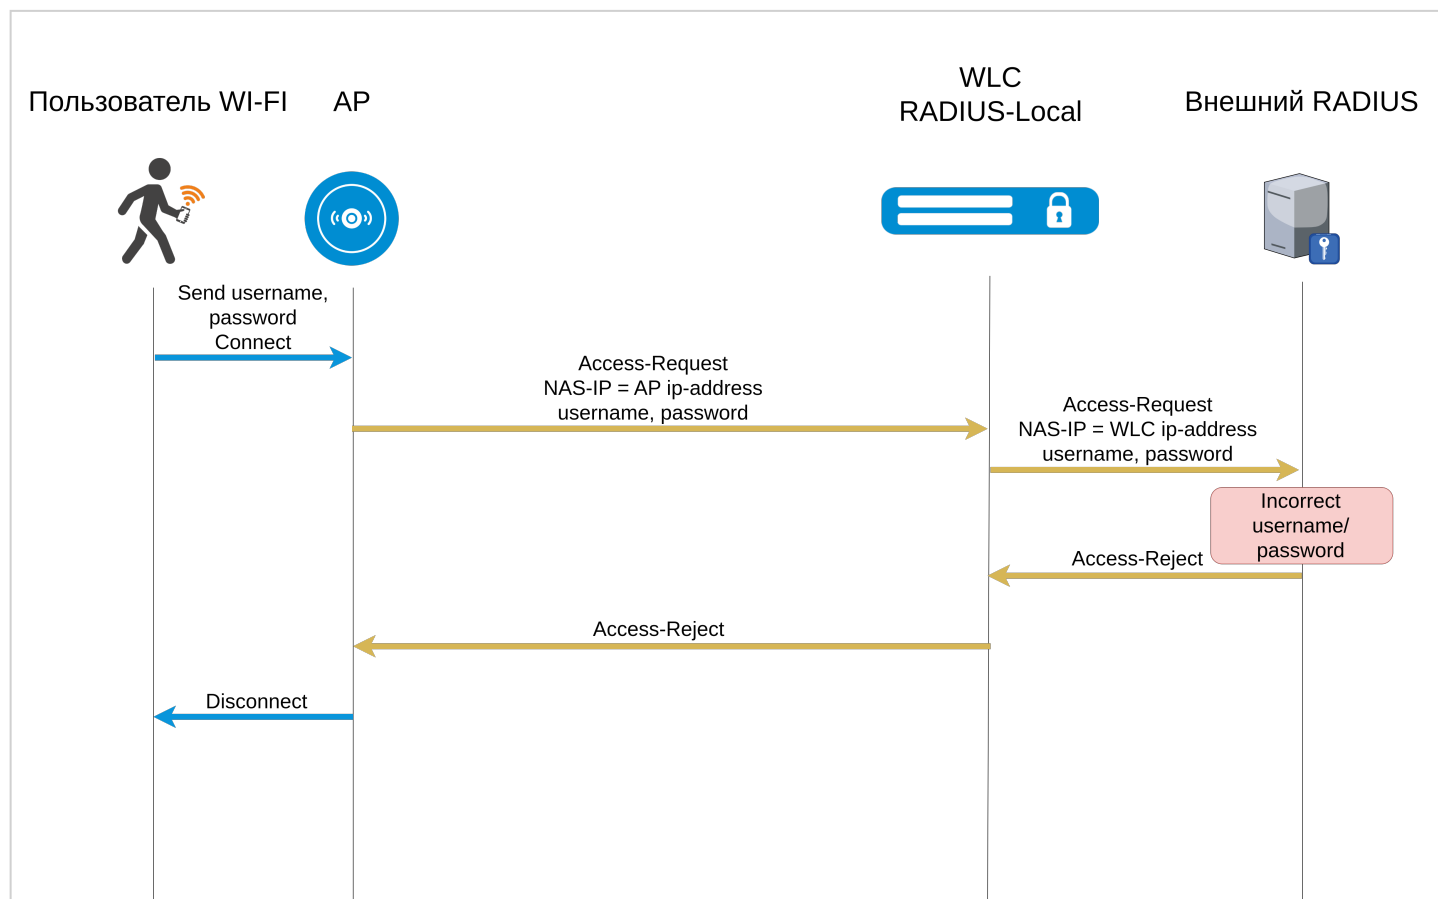 Пользователь WI-FI
AP
WLC
RADIUS-Local
Внешний RADIUS
Send username,
password
Connect
Access-Request
NAS-IP = AP ip-address
username, password
Access-Request
NAS-IP = WLC ip-address
username, password
Incorrect
username/
password
Access-Reject
Access-Reject
Disconnect